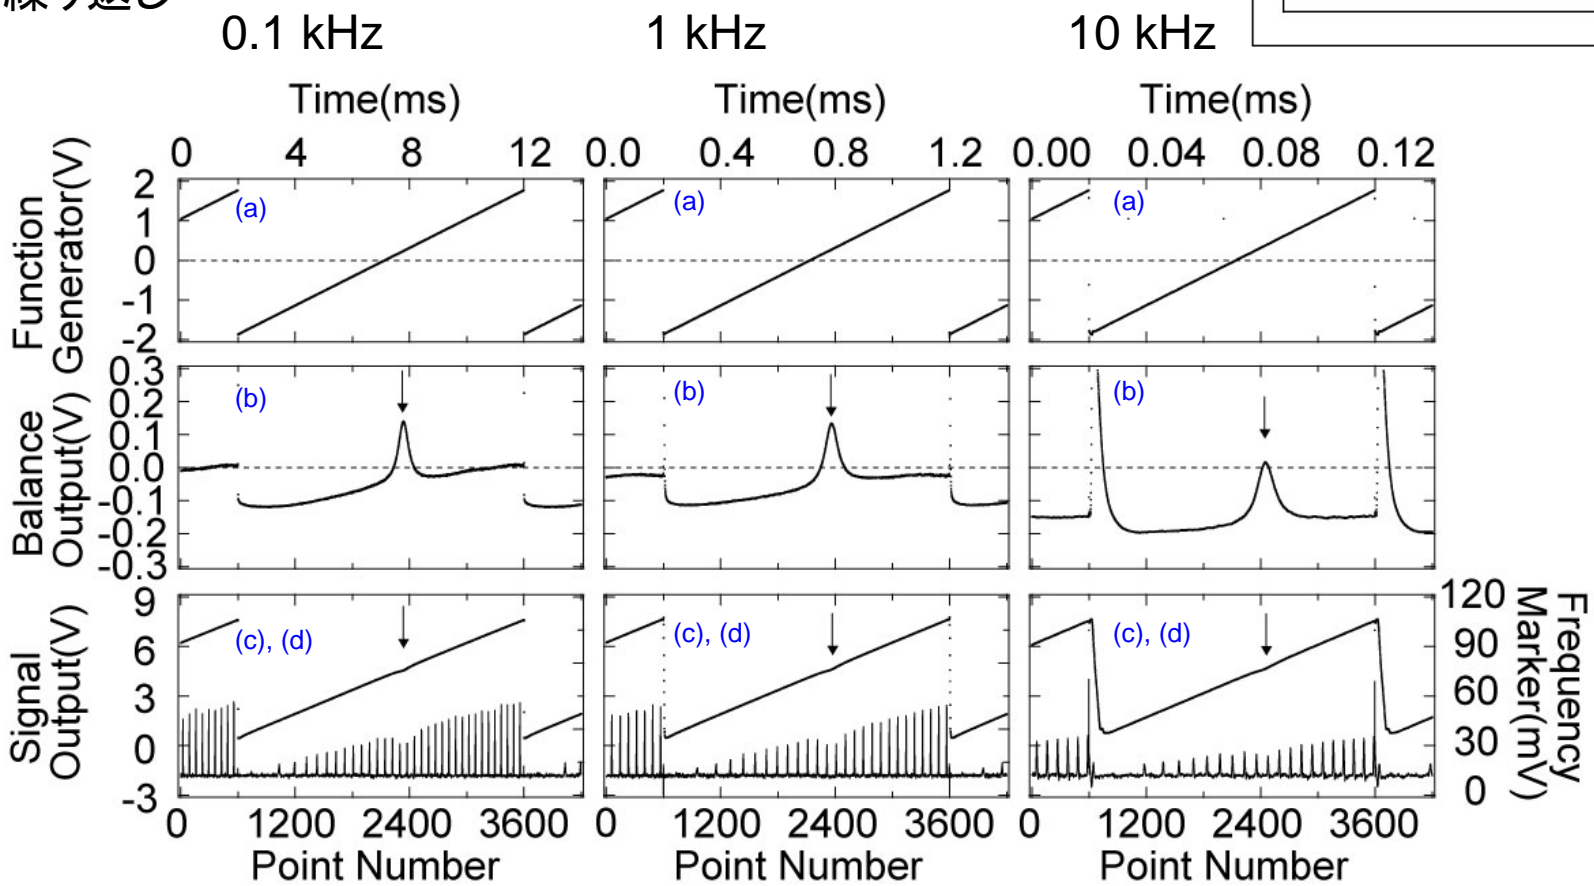 繰り返し
0.1 kHz 1 kHz 10 kHz
Time(ms) Time(ms) Time(ms)
0 4 8 12 0.0 0.4 0.8 1.2 0.00 0.04 0.08 0.12
Function
Generator(V)
2
1
0
-1
-2
(a) (a) (a)
Balance
Output(V)
0.3
0.2
0.1
0.0
-0.1
-0.2
-0.3
(b) (b) (b)
Signal
Output(V)
9
6
3
0
-3
(c), (d) (c), (d) (c), (d)
120
90
60
30
0
Frequency
Marker(mV)
0 1200 2400 3600 0 1200 2400 3600 0 1200 2400 3600
Point Number Point Number Point Number